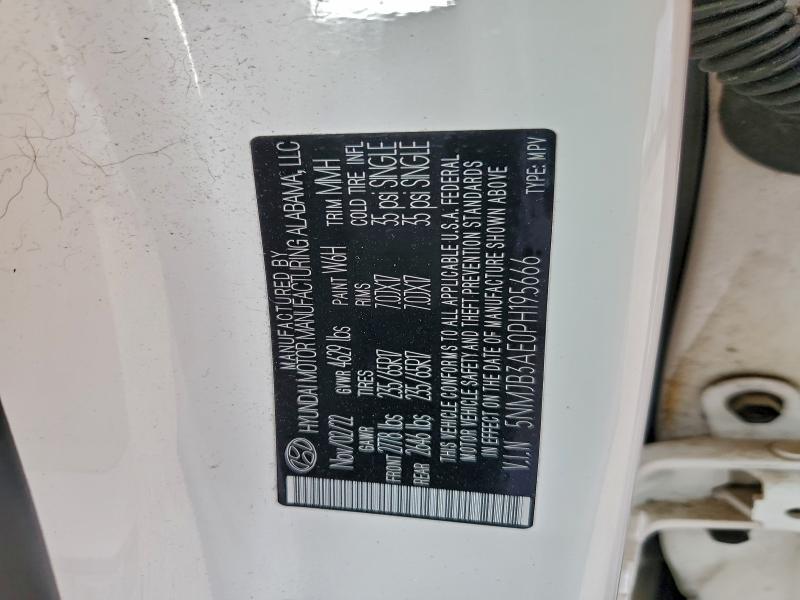 MANUFACTURED BY
HYUNDAI MOTOR MANUFACTURING ALABAMA, LLC
Nov/02/22 GVWR 4629 lbs PAINT W6H TRIM MMH
GAWR TIRES RIMS COLD TIRE INFL
FRONT 2778 lbs 235/65R17 7.0JX17 35 psi SINGLE
REAR 2646 lbs 235/65R17 7.0JX17 35 psi SINGLE
THIS VEHICLE CONFORMS TO ALL APPLICABLE U.S.A. FEDERAL
MOTOR VEHICLE SAFETY AND THEFT PREVENTION STANDARDS
IN EFFECT ON THE DATE OF MANUFACTURE SHOWN ABOVE
V.I.N 5NMJB3AE0PH195666 TYPE: MPV